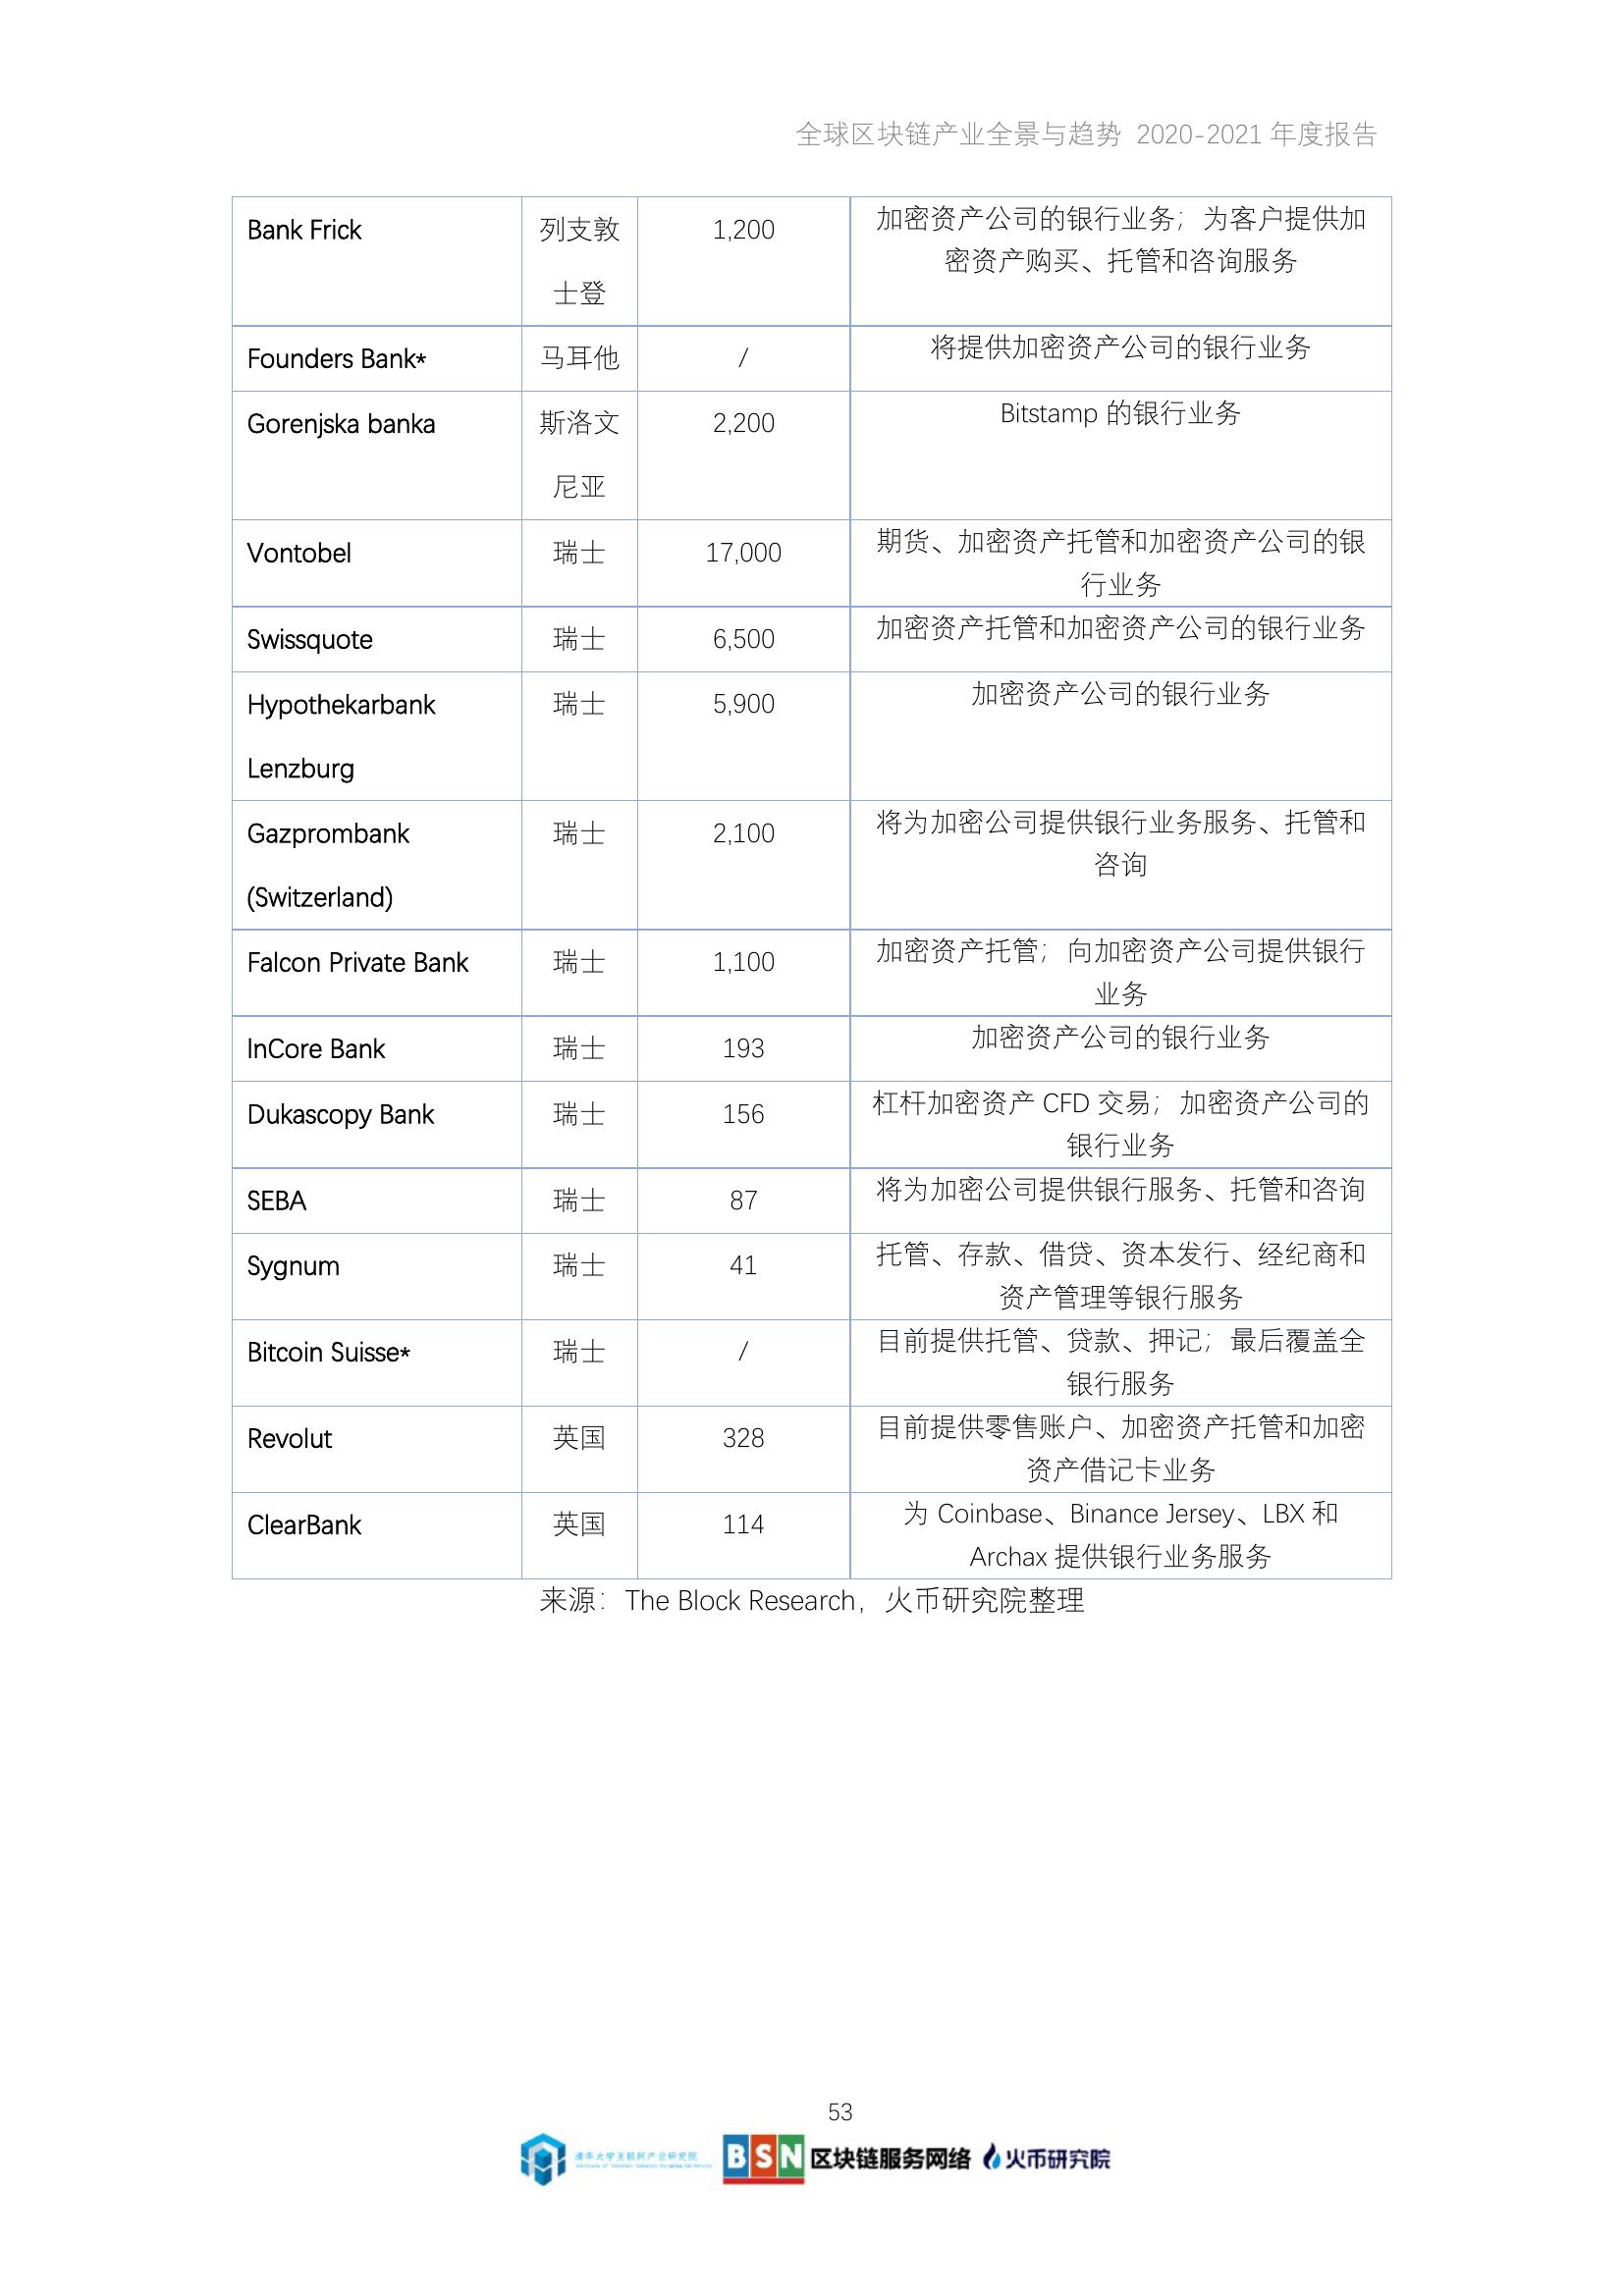 全球区块链产业全景与趋势 2020-2021 年度报告
Bank Frick
列支敦
士登
1,200
加密资产公司的银行业务；为客户提供加
密资产购买、托管和咨询服务
Founders Bank*
马耳他
/
将提供加密资产公司的银行业务
Gorenjska banka
斯洛文
尼亚
2,200
Bitstamp 的银行业务
Vontobel
瑞士
17,000
期货、加密资产托管和加密资产公司的银
行业务
Swissquote
瑞士
6,500
加密资产托管和加密资产公司的银行业务
Hypothekarbank
Lenzburg
瑞士
5,900
加密资产公司的银行业务
Gazprombank
(Switzerland)
瑞士
2,100
将为加密公司提供银行业务服务、托管和
咨询
Falcon Private Bank
瑞士
1,100
加密资产托管；向加密资产公司提供银行
业务
InCore Bank
瑞士
193
加密资产公司的银行业务
Dukascopy Bank
瑞士
156
杠杆加密资产 CFD 交易；加密资产公司的
银行业务
SEBA
瑞士
87
将为加密公司提供银行服务、托管和咨询
Sygnum
瑞士
41
托管、存款、借贷、资本发行、经纪商和
资产管理等银行服务
Bitcoin Suisse*
瑞士
/
目前提供托管、贷款、押记；最后覆盖全
银行服务
Revolut
英国
328
目前提供零售账户、加密资产托管和加密
资产借记卡业务
ClearBank
英国
114
为 Coinbase、Binance Jersey、LBX 和
Archax 提供银行业务服务
来源：The Block Research，火币研究院整理
53
清华大学互联网产业研究院
BSN 区块链服务网络 火币研究院